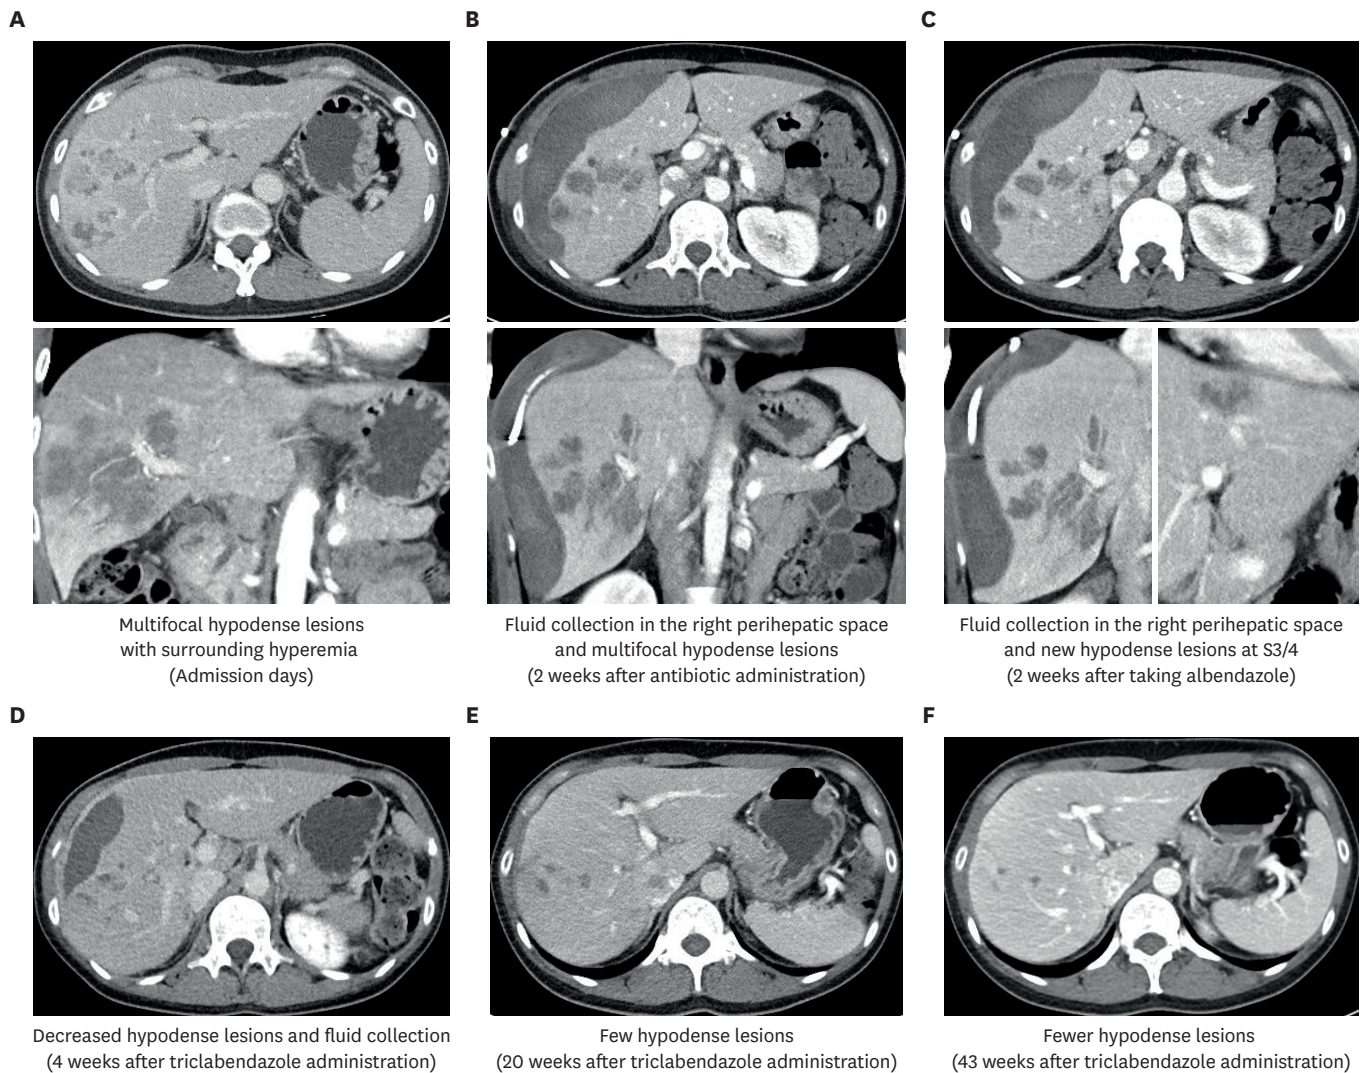 A
B
C
Multifocal hypodense lesions
with surrounding hyperemia
(Admission days)
Fluid collection in the right perihepatic space
and multifocal hypodense lesions
(2 weeks after antibiotic administration)
Fluid collection in the right perihepatic space
and new hypodense lesions at S3/4
(2 weeks after taking albendazole)
D
E
F
Decreased hypodense lesions and fluid collection
(4 weeks after triclabendazole administration)
Few hypodense lesions
(20 weeks after triclabendazole administration)
Fewer hypodense lesions
(43 weeks after triclabendazole administration)